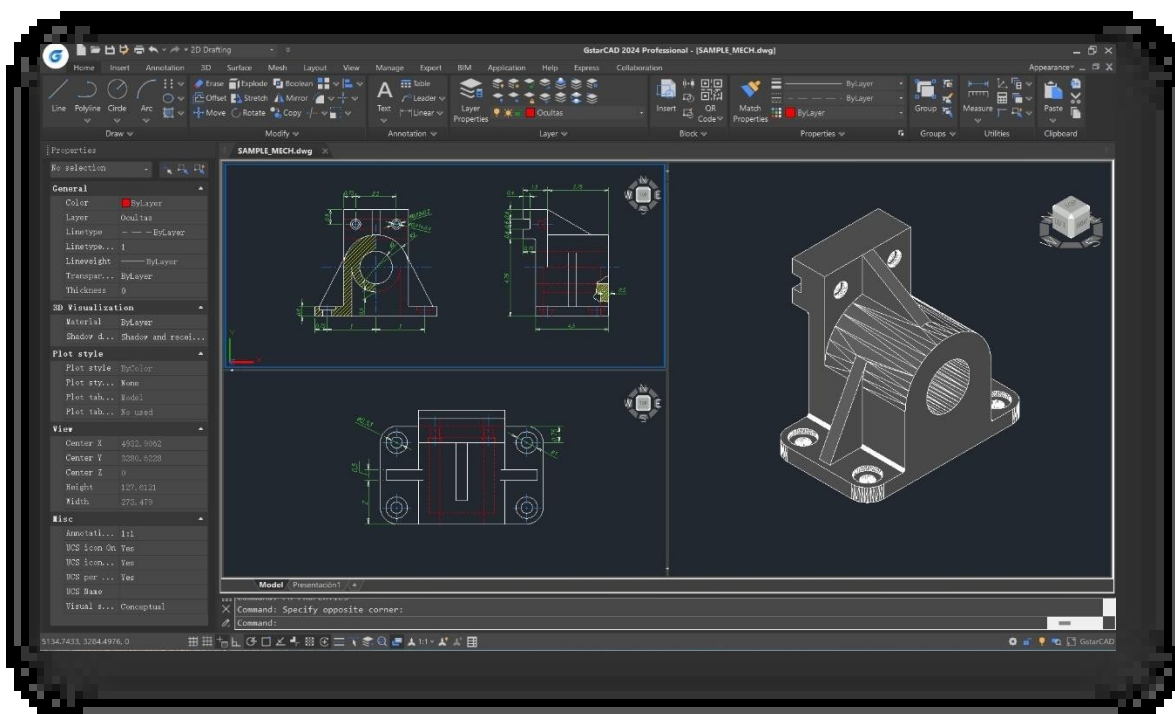 2D Drafting
GstarCAD 2024 Professional - [SAMPLE_MECH.dwg]
Home Insert Annotation 3D Surface Mesh Layout View Manage Export BIM Application Help Express Collaboration Appearance
Erase Explode Boolean Table
Offset Stretch Mirror Leader
Move Rotate Copy Linear
Line Polyline Circle Arc Text Layer Properties Ocultas Insert QR Code Match Properties ByLayer Group Measure Paste
ByLayer
ByLayer
Draw Modify Annotation Layer Block Properties Groups Utilities Clipboard
Properties
SAMPLE_MECH.dwg
No selection
General
Color ByLayer
Layer Ocultas
Linetype ByLayer
Linetype... 1
Lineweight ByLayer
Transpar... ByLayer
Thickness 0
3D Visualization
Material ByLayer
Shadow d... Shadow and recei...
Plot style
Plot style ByColor
Plot sty... None
Plot tab... Model
Plot tab... No used
View
Center X 4932.9062
Center Y 3280.6228
Center Z 0
Height 127.6121
Width 273.479
Misc
Annotati... 1:1
UCS icon On Yes
UCS icon... Yes
UCS per ... Yes
UCS Name
Visual s... Conceptual
Model Presentación1 +
Command: Specify opposite corner:
Command:
5134.7433, 3284.4976, 0
1:1
GstarCAD